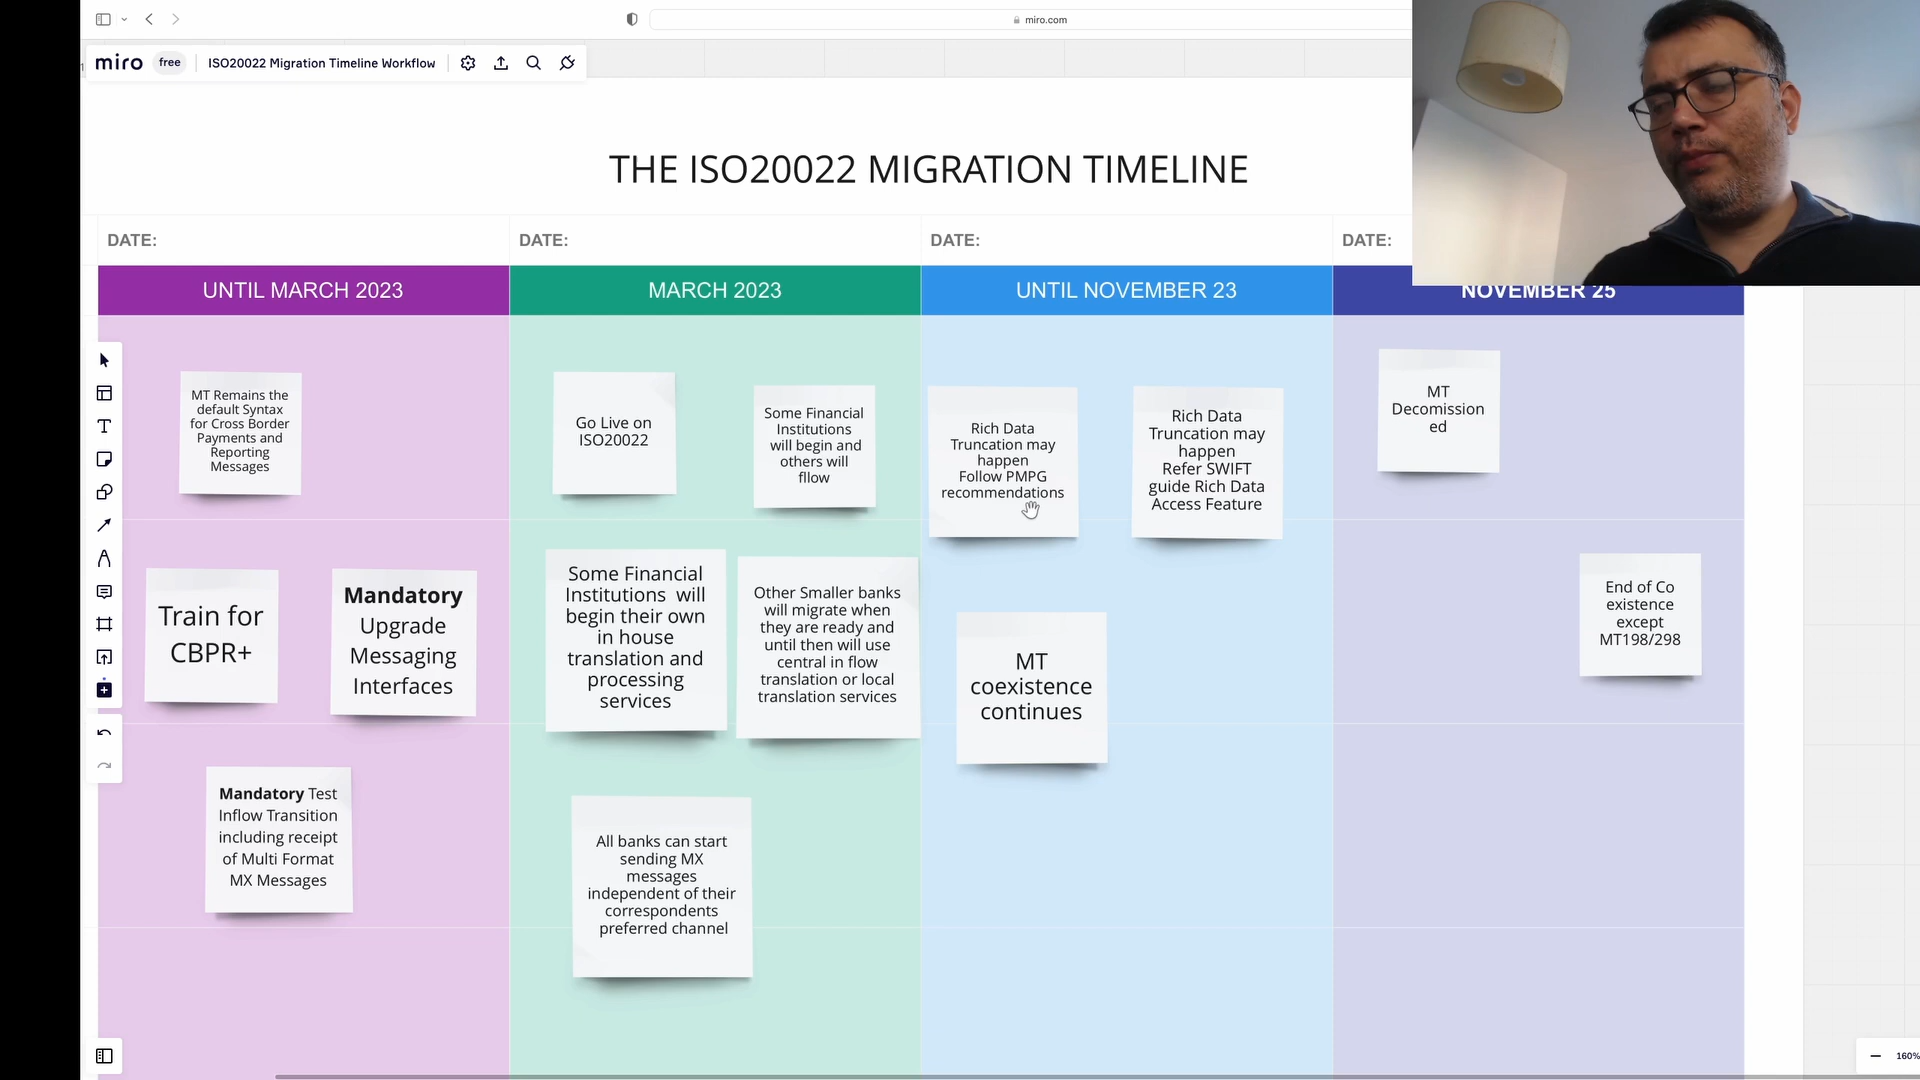 miro.com
miro
free
ISO20022 Migration Timeline Workflow
THE ISO20022 MIGRATION TIMELINE
DATE:
DATE:
DATE:
DATE:
UNTIL MARCH 2023
MARCH 2023
UNTIL NOVEMBER 23
NOVEMBER 25
MT Remains the
default Syntax
for Cross Border
Payments and
Reporting
Messages
Train for
CBPR+
Mandatory
Upgrade
Messaging
Interfaces
Mandatory Test
Inflow Transition
including receipt
of Multi Format
MX Messages
Go Live on
ISO20022
Some Financial
Institutions
will begin and
others will
fllow
Some Financial
Institutions will
begin their own
in house
translation and
processing
services
Other Smaller banks
will migrate when
they are ready and
until then will use
central in flow
translation or local
translation services
All banks can start
sending MX
messages
independent of their
correspondents
preferred channel
Rich Data
Truncation may
happen
Follow PMPG
recommendations
Rich Data
Truncation may
happen
Refer SWIFT
guide Rich Data
Access Feature
MT
coexistence
continues
MT
Decomission
ed
End of Co
existence
except
MT198/298
160%